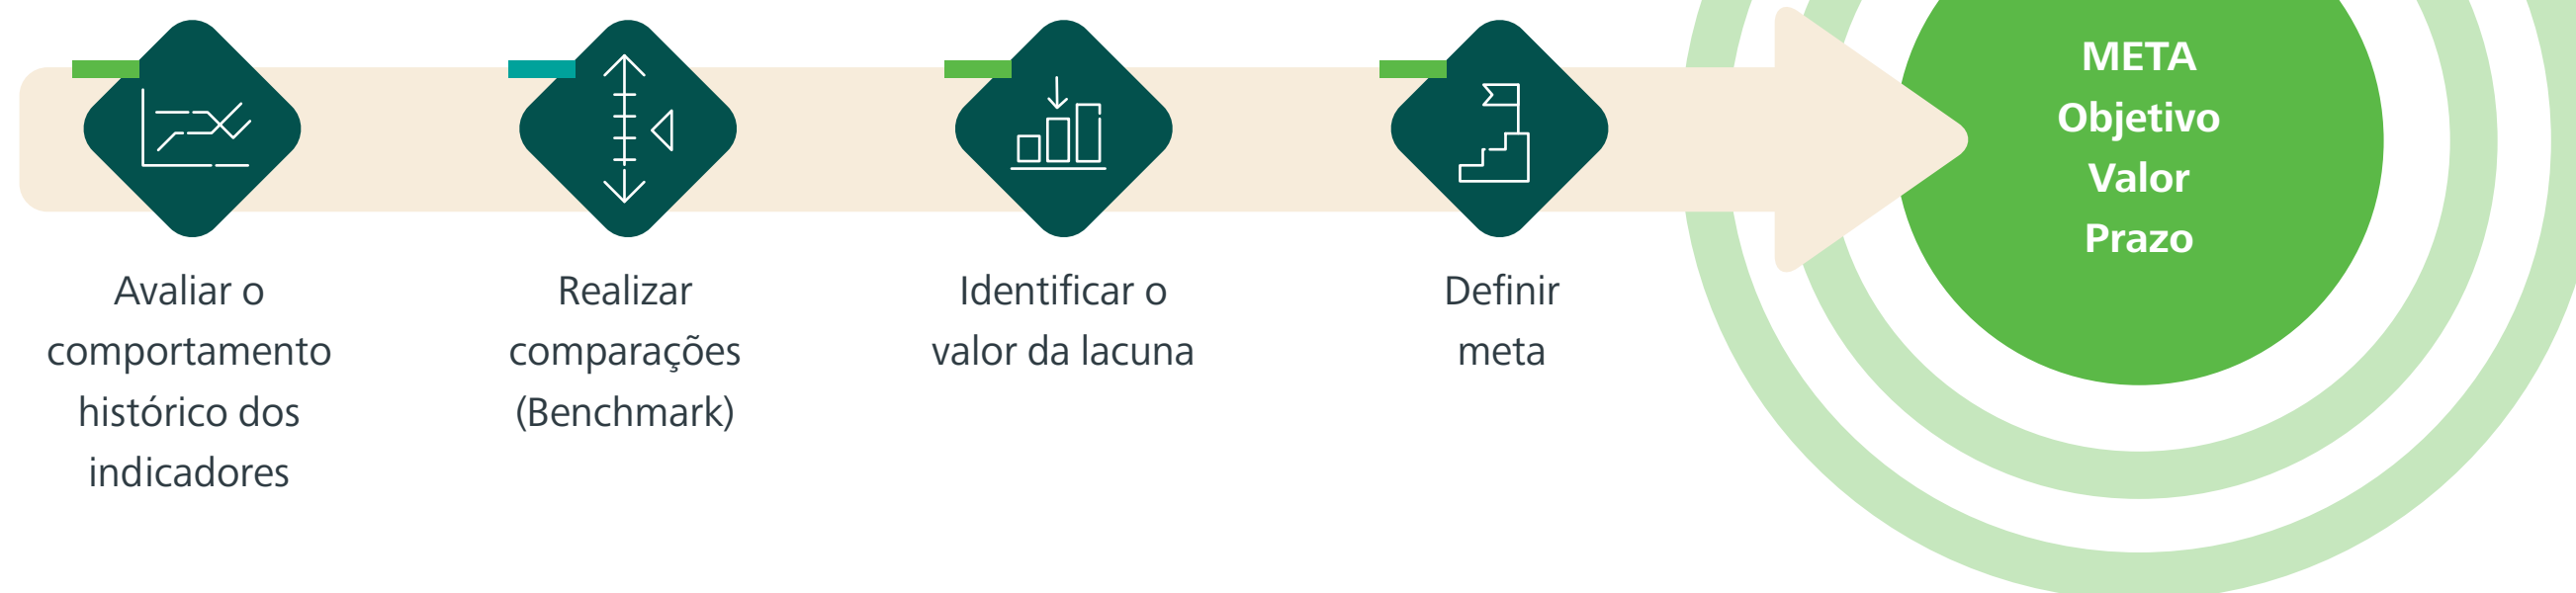 Avaliar o
comportamento
histórico dos
indicadores
Realizar
comparações
(Benchmark)
Identificar o
valor da lacuna
Definir
meta
META
Objetivo
Valor
Prazo